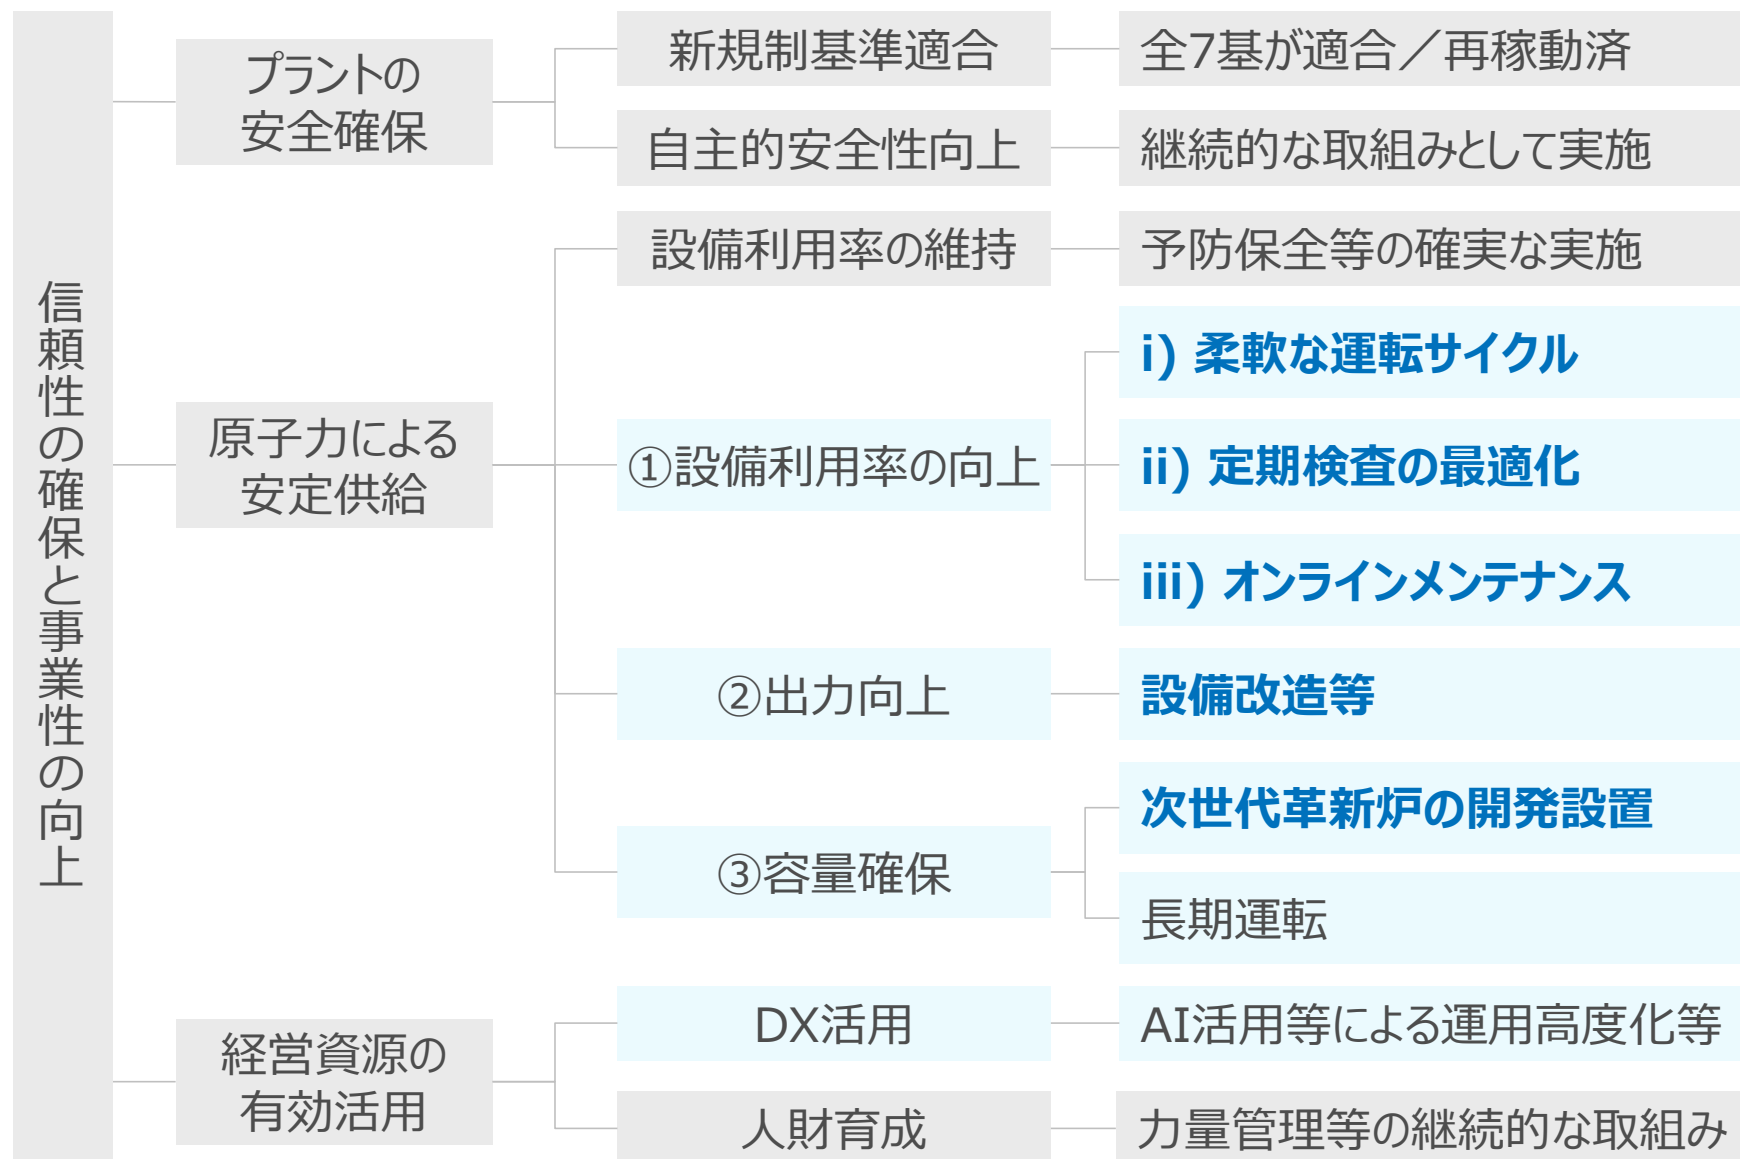 信頼性の確保と事業性の向上
プラントの
安全確保
新規制基準適合
全7基が適合／再稼動済
自主的安全性向上
継続的な取組みとして実施
原子力による
安定供給
設備利用率の維持
予防保全等の確実な実施
①設備利用率の向上
i) 柔軟な運転サイクル
ii) 定期検査の最適化
iii) オンラインメンテナンス
②出力向上
設備改造等
③容量確保
次世代革新炉の開発設置
長期運転
経営資源の
有効活用
DX活用
AI活用等による運用高度化等
人財育成
力量管理等の継続的な取組み